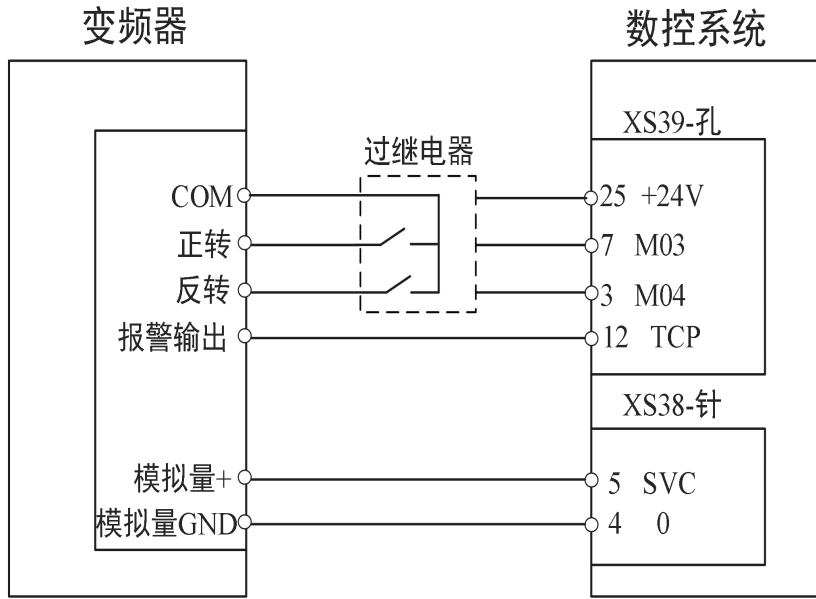 变频器
数控系统
XS39-孔
过继电器
COM
25 +24V
正转
7 M03
反转
3 M04
报警输出
12 TCP
XS38-针
模拟量+
5 SVC
模拟量GND
4 0